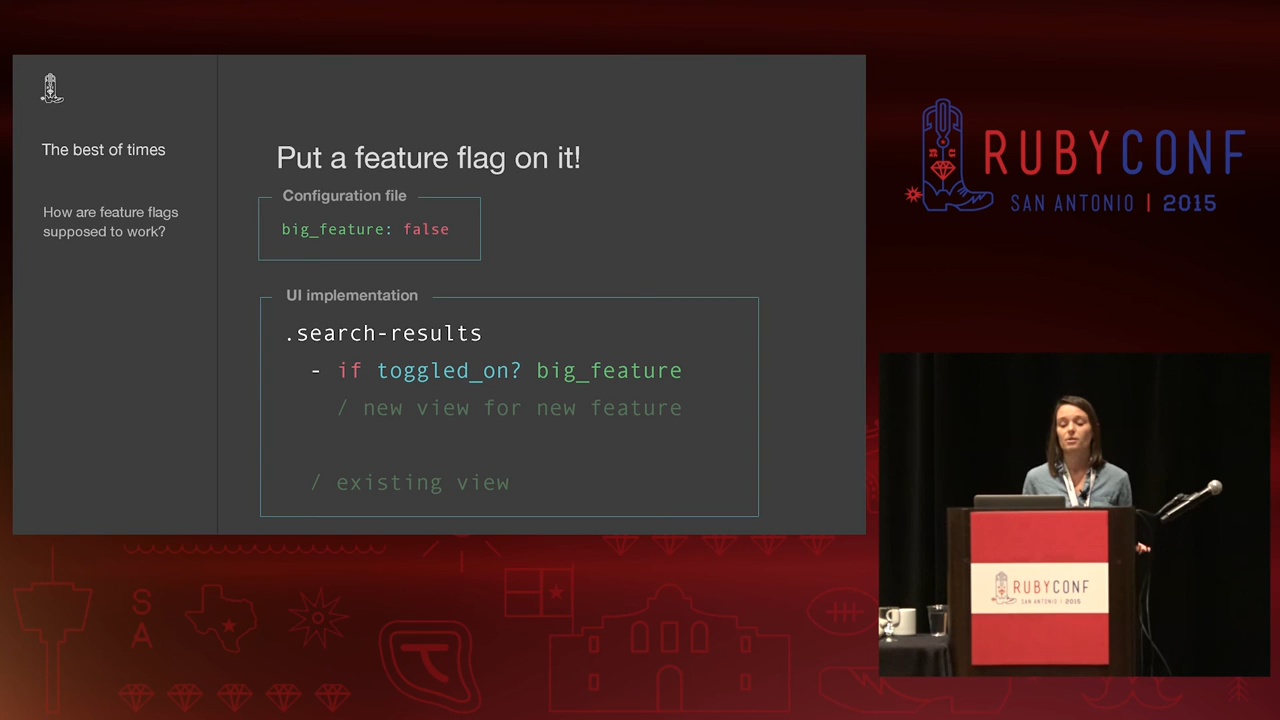 The best of times
How are feature flags
supposed to work?
Put a feature flag on it!
Configuration file
big_feature: false
UI implementation
.search-results
- if toggled_on? big_feature
/ new view for new feature
/ existing view
RUBYCONF
SAN ANTONIO | 2015
RUBYCONF
SAN ANTONIO | 2015
S
A